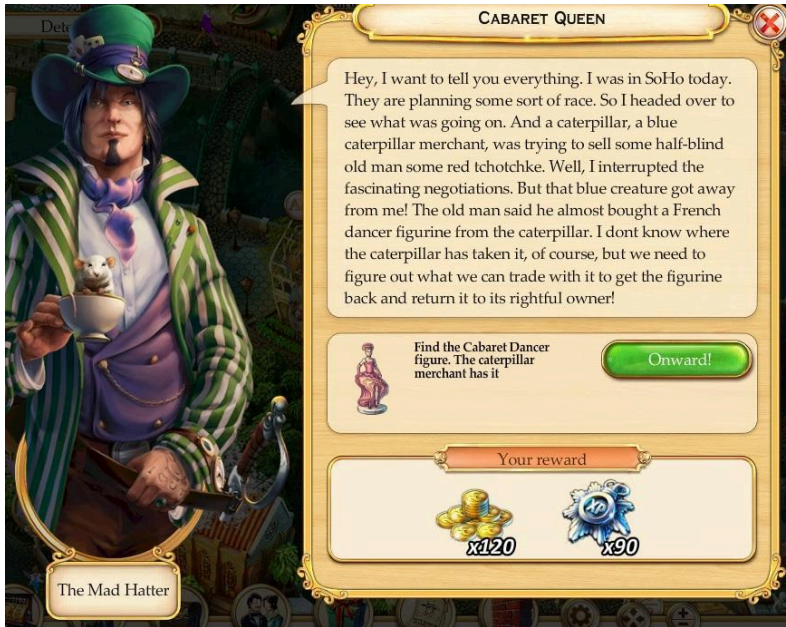 Dete
CABARET QUEEN
Hey, I want to tell you everything. I was in SoHo today.
They are planning some sort of race. So I headed over to
see what was going on. And a caterpillar, a blue
caterpillar merchant, was trying to sell some half-blind
old man some red tchotchke. Well, I interrupted the
fascinating negotiations. But that blue creature got away
from me! The old man said he almost bought a French
dancer figurine from the caterpillar. I dont know where
the caterpillar has taken it, of course, but we need to
figure out what we can trade with it to get the figurine
back and return it to its rightful owner!
Find the Cabaret Dancer
figure. The caterpillar
merchant has it
Onward!
Your reward
XP
x120
x90
The Mad Hatter